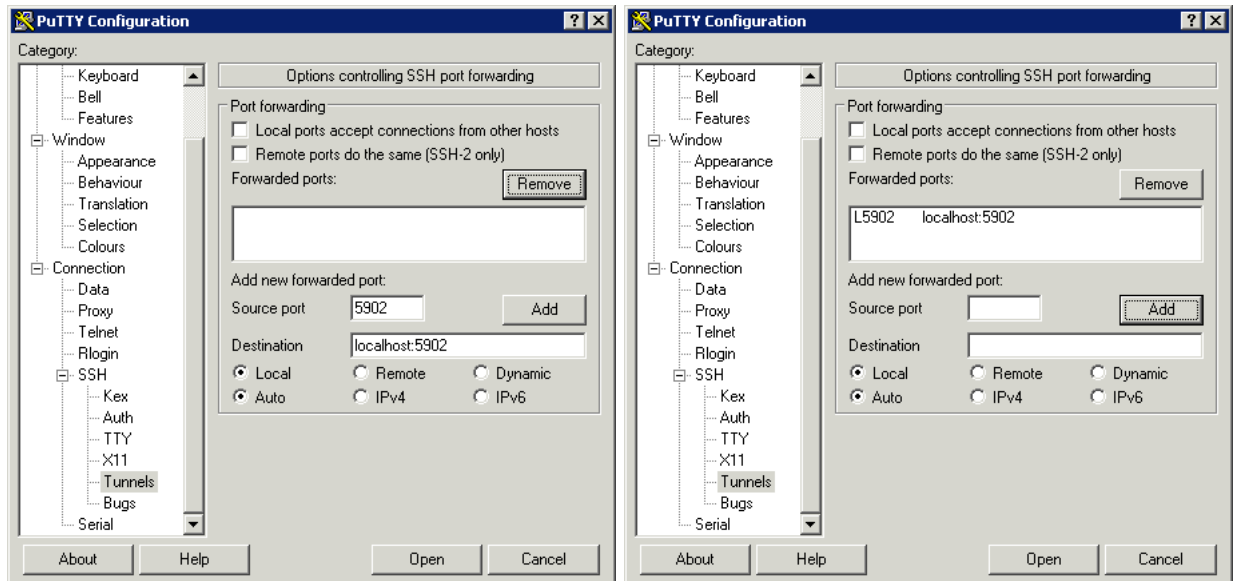 PuTTY Configuration
Category:
Keyboard
Bell
Features
Window
Appearance
Behaviour
Translation
Selection
Colours
Connection
Data
Proxy
Telnet
Rlogin
SSH
Kex
Auth
TTY
X11
Tunnels
Bugs
Serial
Options controlling SSH port forwarding
Port forwarding
Local ports accept connections from other hosts
Remote ports do the same (SSH-2 only)
Forwarded ports:
Remove
Add new forwarded port:
Source port 5902 Add
Destination localhost:5902
Local Remote Dynamic
Auto IPv4 IPv6
About Help Open Cancel
PuTTY Configuration
Category:
Keyboard
Bell
Features
Window
Appearance
Behaviour
Translation
Selection
Colours
Connection
Data
Proxy
Telnet
Rlogin
SSH
Kex
Auth
TTY
X11
Tunnels
Bugs
Serial
Options controlling SSH port forwarding
Port forwarding
Local ports accept connections from other hosts
Remote ports do the same (SSH-2 only)
Forwarded ports:
Remove
L5902 localhost:5902
Add new forwarded port:
Source port Add
Destination
Local Remote Dynamic
Auto IPv4 IPv6
About Help Open Cancel